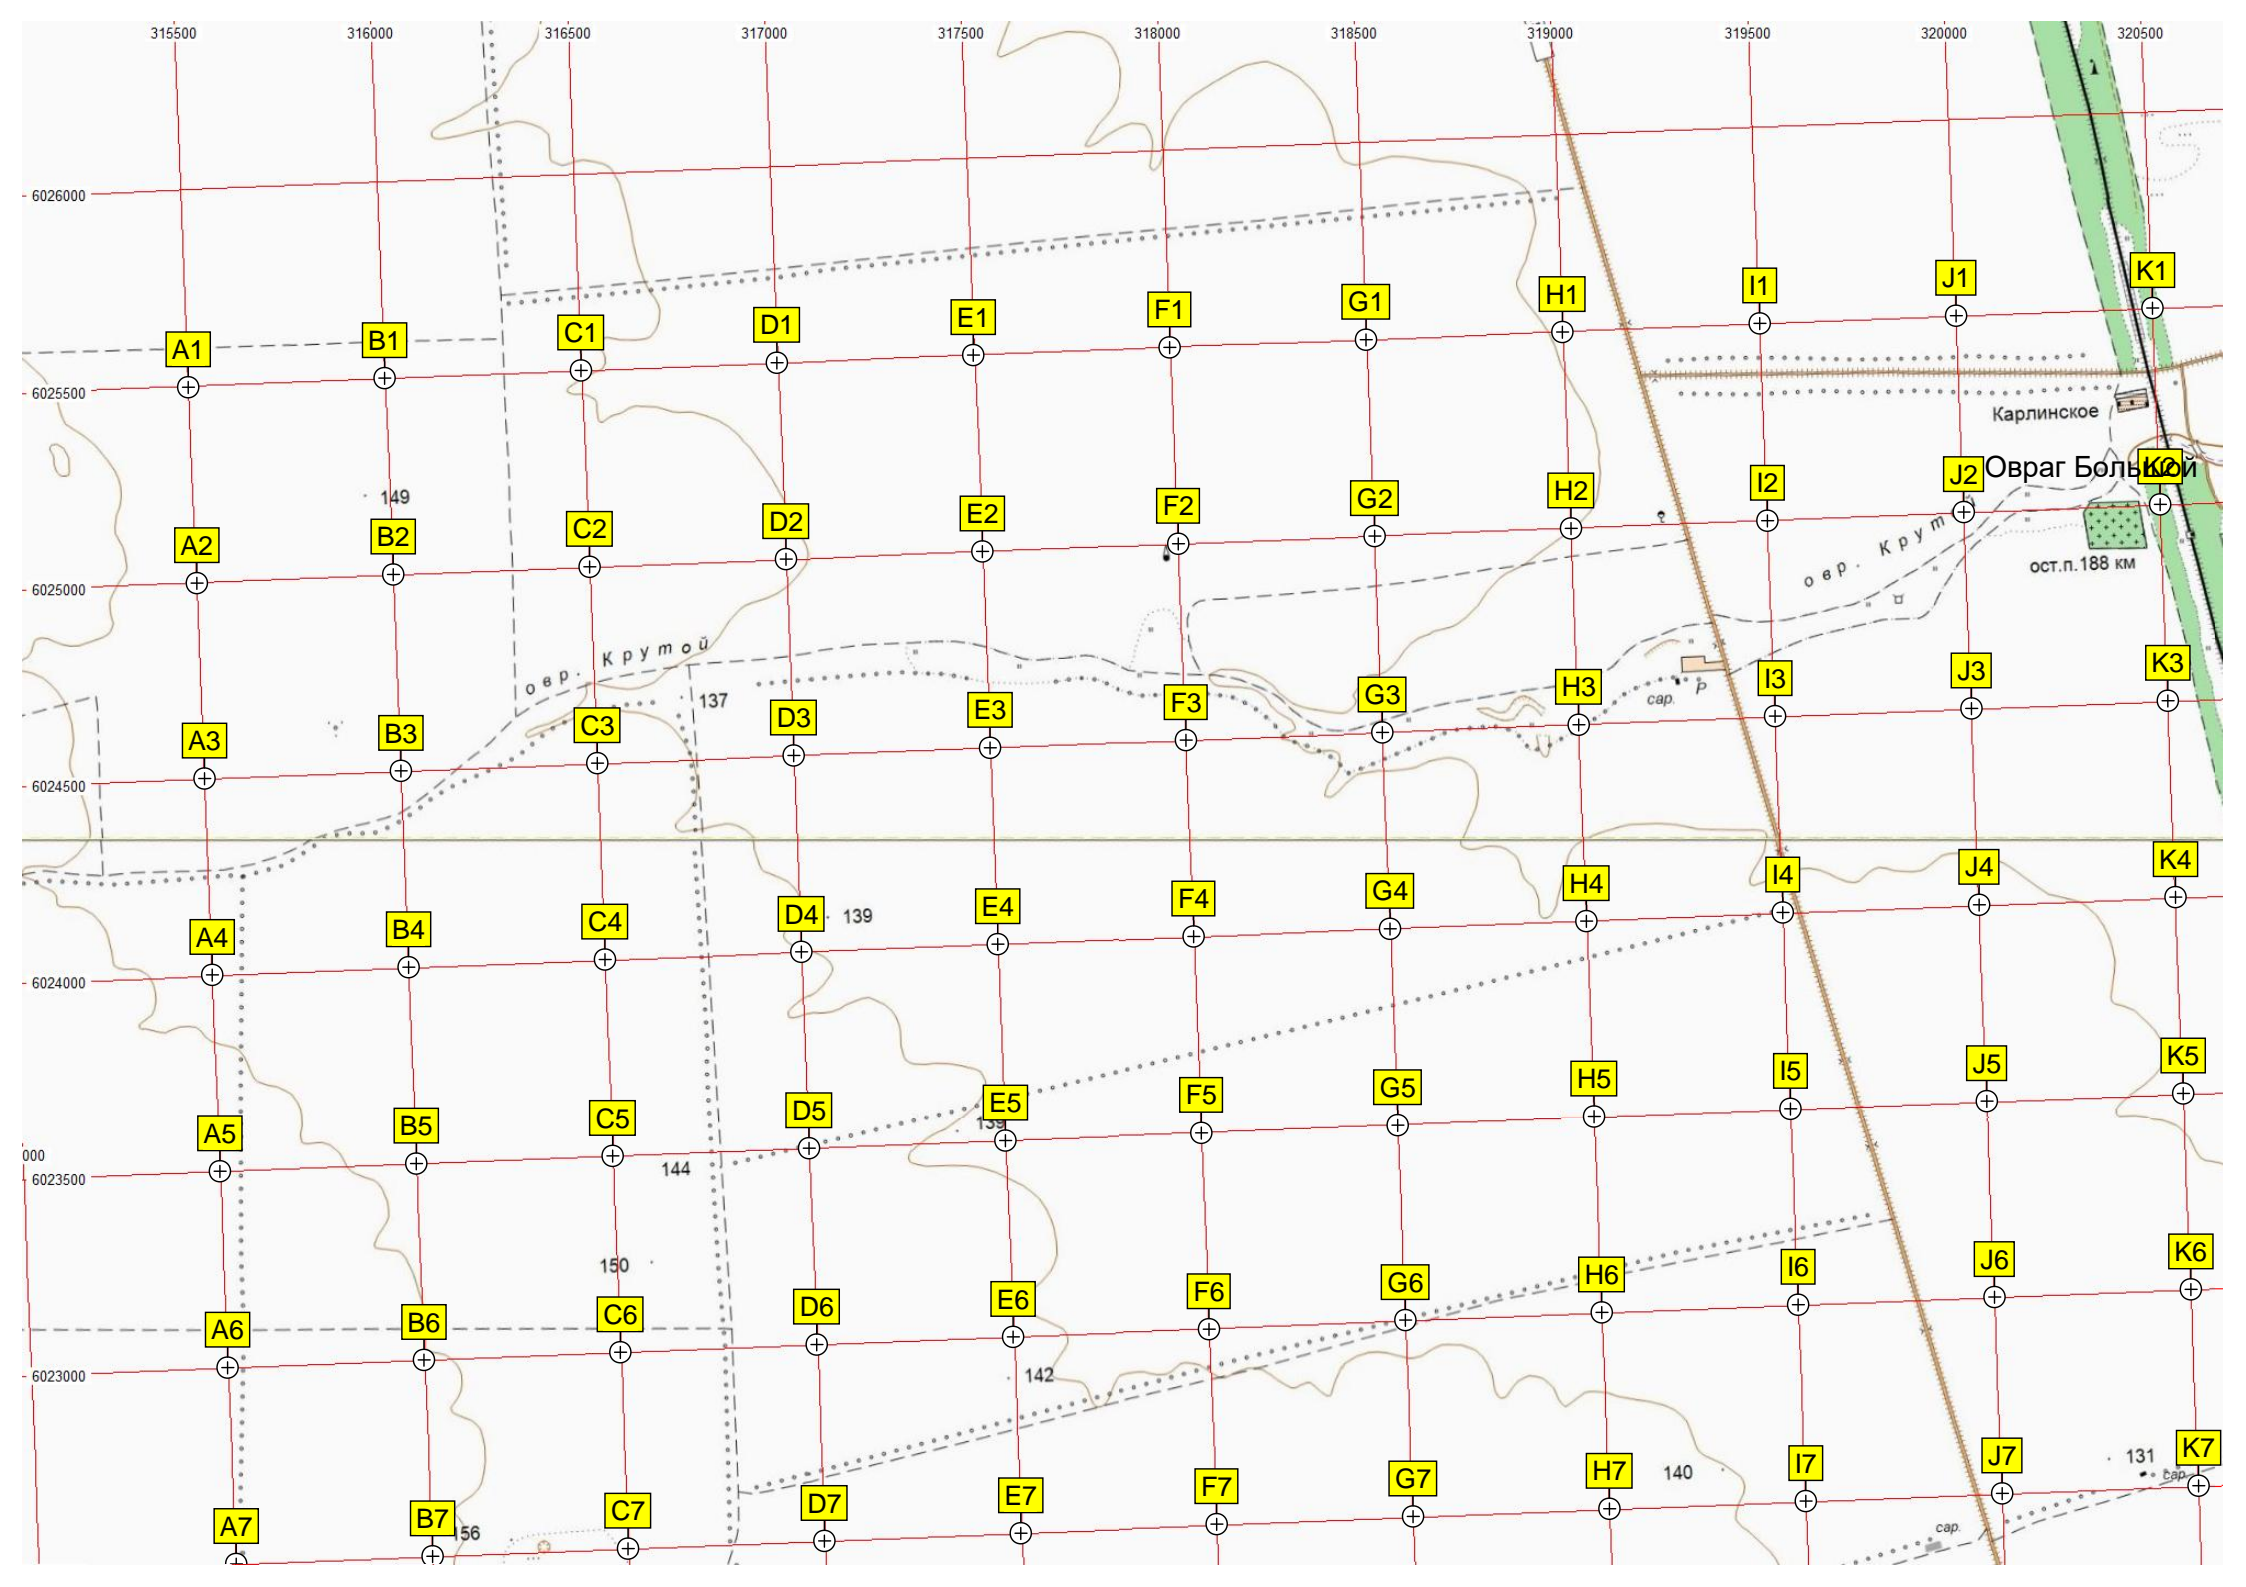 315500 316000 316500 317000 317500 318000 318500 319000 319500 320000 320500
6026000
K1
J1
I1
H1
G1
F1
E1
D1
C1
B1
A1
6025500
Карлинское
Овраг Большой
K2
J2
I2
H2
G2
149
F2
E2
D2
C2
B2
A2
овр. Крут
ост.п.188 км
6025000
овр. Крутой
K3
J3
I3
H3
сар.
Р
G3
137
F3
E3
D3
C3
B3
A3
6024500
K4
J4
I4
H4
G4
F4
E4
D4
139
C4
B4
A4
6024000
K5
J5
I5
H5
G5
F5
E5
139
D5
C5
B5
A5
000
144
6023500
K6
J6
I6
150
H6
G6
F6
E6
D6
C6
B6
A6
142
6023000
K7
131
сар.
J7
I7
140
H7
G7
F7
E7
D7
C7
B7
156
A7
сар.